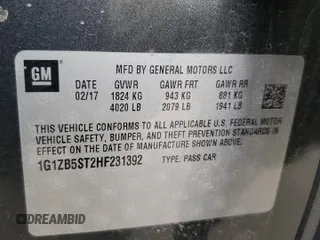 GM
MFD BY GENERAL MOTORS LLC
DATE GVWR GAWR FRT GAWR RR
02/17 1824 KG 943 KG 881 KG
4020 LB 2079 LB 1941 LB
THIS VEHICLE CONFORMS TO ALL APPLICABLE U.S. FEDERAL MOTOR
VEHICLE SAFETY, BUMPER, AND THEFT PREVENTION STANDARDS
IN EFFECT ON THE DATE OF MANUFACTURE SHOWN ABOVE.
1G1ZB5ST2HF231392 TYPE: PASS CAR
DREAMBID